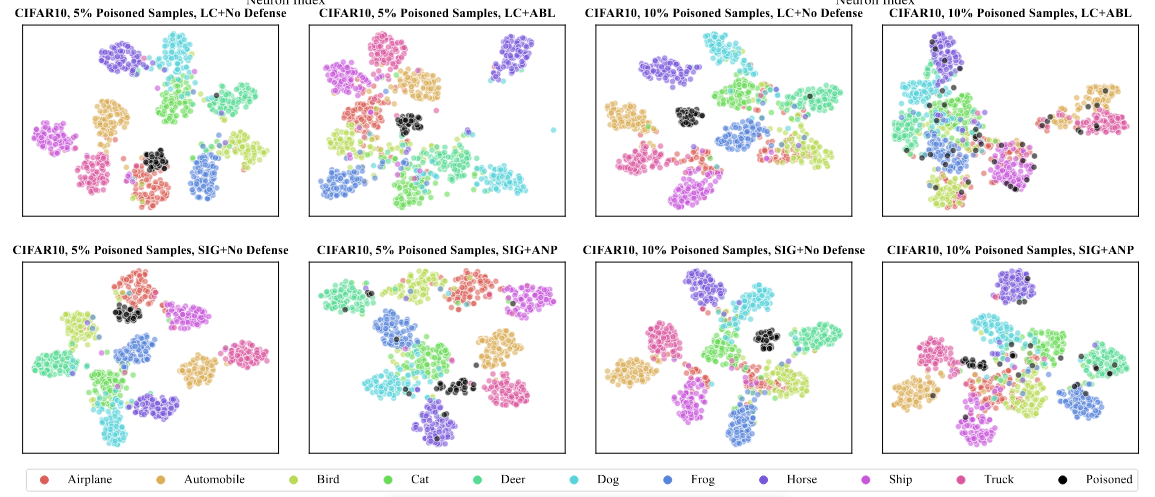 Neuron Index Neuron Index
CIFAR10, 5% Poisoned Samples, LC+No Defense CIFAR10, 5% Poisoned Samples, LC+ABL CIFAR10, 10% Poisoned Samples, LC+No Defense CIFAR10, 10% Poisoned Samples, LC+ABL
CIFAR10, 5% Poisoned Samples, SIG+No Defense CIFAR10, 5% Poisoned Samples, SIG+ANP CIFAR10, 10% Poisoned Samples, SIG+No Defense CIFAR10, 10% Poisoned Samples, SIG+ANP
Airplane Automobile Bird Cat Deer Dog Frog Horse Ship Truck Poisoned